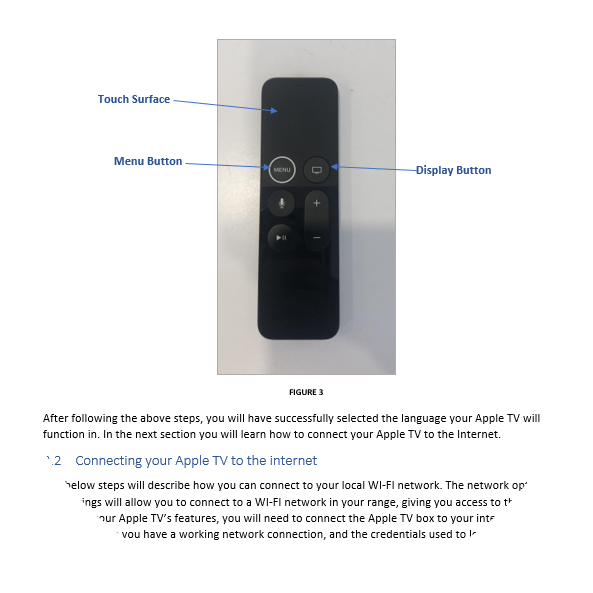 Touch Surface
Menu Button
Display Button
MENU
+
−
FIGURE 3
After following the above steps, you will have successfully selected the language your Apple TV will
function in. In the next section you will learn how to connect your Apple TV to the Internet.
.2 Connecting your Apple TV to the internet
below steps will describe how you can connect to your local WI-FI network. The network
will allow you to connect to a WI-FI network in your range, giving you access to
your Apple TV's features, you will need to connect the Apple TV box to your
you have a working network connection, and the credentials used to